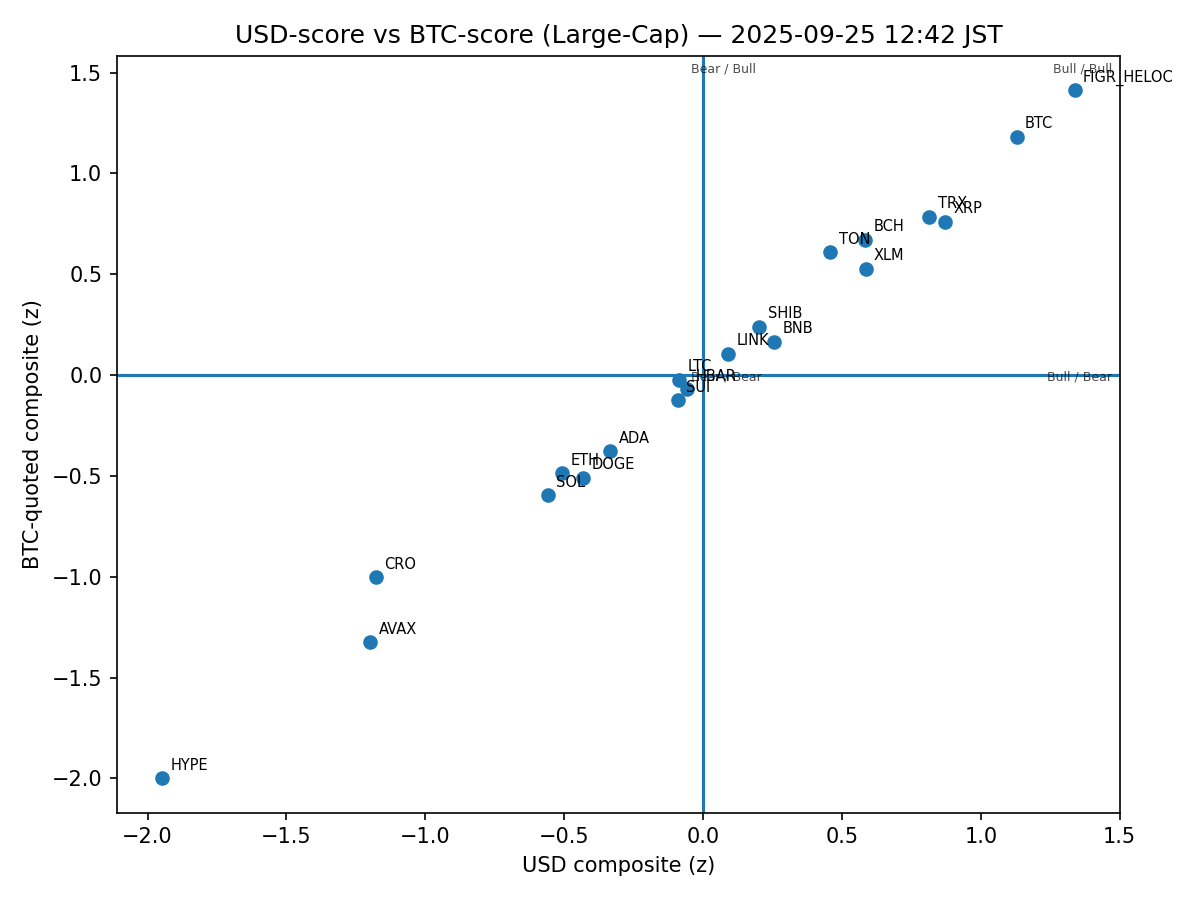 USD-score vs BTC-score (Large-Cap) — 2025-09-25 12:42 JST
Bear / Bull
Bull / Bull
FIGR_HELOC
BTC
TRX
XRP
BCH
TON
XLM
SHIB
BNB
LINK
LTC
HBAR
Bear / Bear
Bull / Bear
SUI
ADA
ETH
DOGE
SOL
CRO
AVAX
HYPE
1.5
1.0
0.5
0.0
−0.5
−1.0
−1.5
−2.0
BTC-quoted composite (z)
−2.0 −1.5 −1.0 −0.5 0.0 0.5 1.0 1.5
USD composite (z)